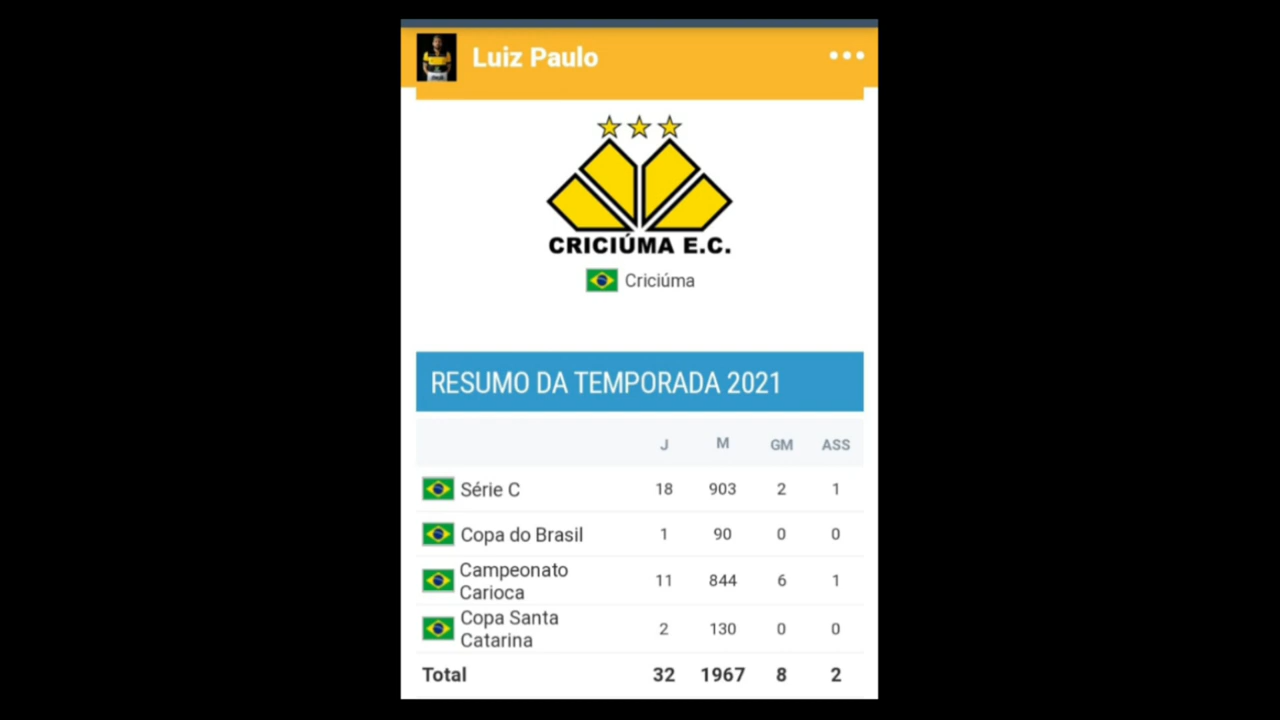 Luiz Paulo
CRICIÚMA E.C.
Criciúma
RESUMO DA TEMPORADA 2021
J M GM ASS
Série C 18 903 2 1
Copa do Brasil 1 90 0 0
Campeonato
Carioca 11 844 6 1
Copa Santa
Catarina 2 130 0 0
Total 32 1967 8 2